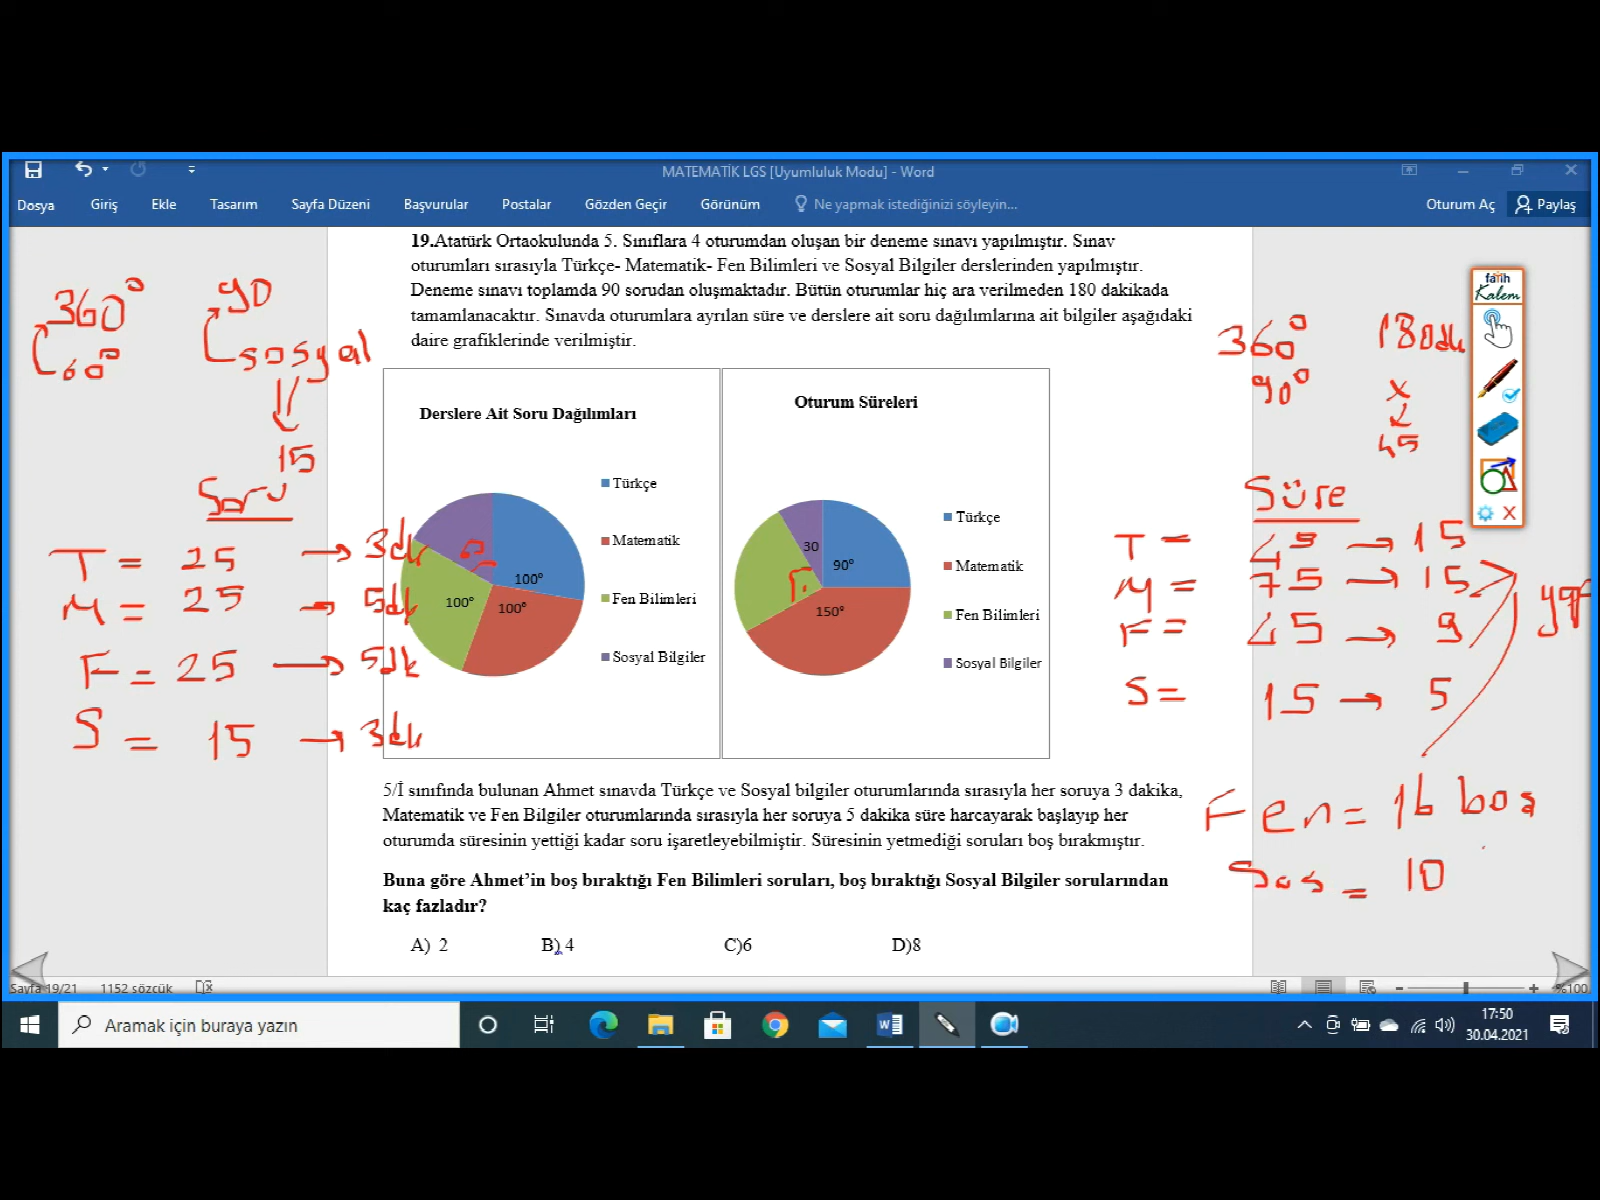 MATEMATİK LGS [Uyumluluk Modu] - Word
Dosya Giriş Ekle Tasarım Sayfa Düzeni Başvurular Postalar Gözden Geçir Görünüm Ne yapmak istediğinizi söyleyin... Oturum Aç Paylaş
19.Atatürk Ortaokulunda 5. Sınıflara 4 oturumdan oluşan bir deneme sınavı yapılmıştır. Sınav
oturumları sırasıyla Türkçe- Matematik- Fen Bilimleri ve Sosyal Bilgiler derslerinden yapılmıştır.
Deneme sınavı toplamda 90 sorudan oluşmaktadır. Bütün oturumlar hiç ara verilmeden 180 dakikada
tamamlanacaktır. Sınavda oturumlara ayrılan süre ve derslere ait soru dağılımlarına ait bilgiler aşağıdaki
daire grafiklerinde verilmiştir.
360° 90
60° sosyal
15
Soru
T = 25 → 3dk
M = 25 → 5dk
F = 25 → 5dk
S = 15 → 3dk
Derslere Ait Soru Dağılımları
Türkçe
Matematik
Fen Bilimleri
Sosyal Bilgiler
100°
100° 100°
Oturum Süreleri
Türkçe
Matematik
Fen Bilimleri
Sosyal Bilgiler
30 90°
150°
360° 180dk
90° x
45
Süre
T = 45 → 15
M = 75 → 15
F = 45 → 9
S = 15 → 5
Fen = 16 boş
Sos = 10
fatih
Kalem
X
5/İ sınıfında bulunan Ahmet sınavda Türkçe ve Sosyal bilgiler oturumlarında sırasıyla her soruya 3 dakika,
Matematik ve Fen Bilgiler oturumlarında sırasıyla her soruya 5 dakika süre harcayarak başlayıp her
oturumda süresinin yettiği kadar soru işaretleyebilmiştir. Süresinin yetmediği soruları boş bırakmıştır.
Buna göre Ahmet'in boş bıraktığı Fen Bilimleri soruları, boş bıraktığı Sosyal Bilgiler sorularından
kaç fazladır?
A) 2 B) 4 C)6 D)8
Sayfa 19/21 1152 sözcük %100
Aramak için buraya yazın
17:50
30.04.2021